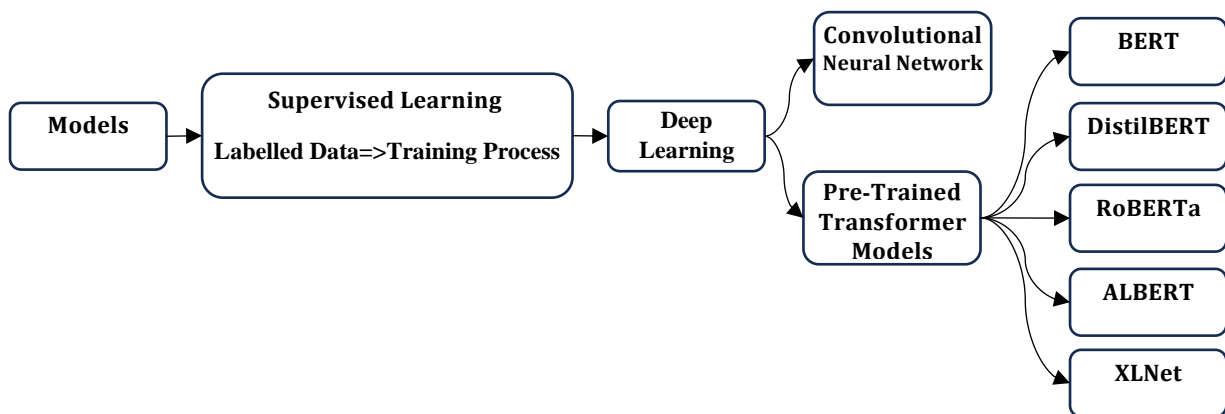 Models
Supervised Learning
Labelled Data=>Training Process
Deep
Learning
Convolutional
Neural Network
Pre-Trained
Transformer
Models
BERT
DistilBERT
RoBERTa
ALBERT
XLNet